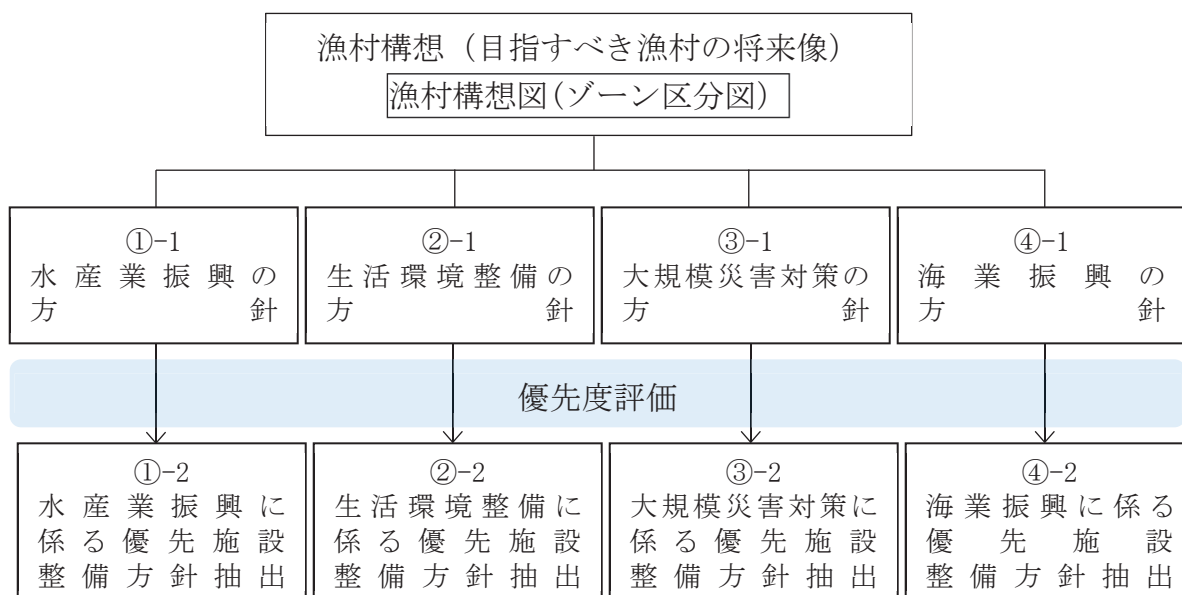 漁村構想（目指すべき漁村の将来像）
漁村構想図(ゾーン区分図)
①-1
水産業振興の
方針
②-1
生活環境整備の
方針
③-1
大規模災害対策の
方針
④-1
海業振興の
方針
優先度評価
①-2
水産業振興に
係る優先施設
整備方針抽出
②-2
生活環境整備に
係る優先施設
整備方針抽出
③-2
大規模災害対策に
係る優先施設
整備方針抽出
④-2
海業振興に係る
優先施設
整備方針抽出